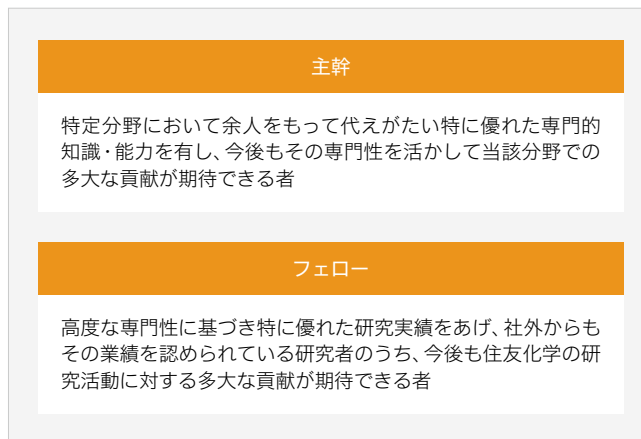 主幹
特定分野において余人をもって代えがたい特に優れた専門的
知識・能力を有し、今後もその専門性を活かして当該分野での
多大な貢献が期待できる者
フェロー
高度な専門性に基づき特に優れた研究実績をあげ、社外からも
その業績を認められている研究者のうち、今後も住友化学の研
究活動に対する多大な貢献が期待できる者